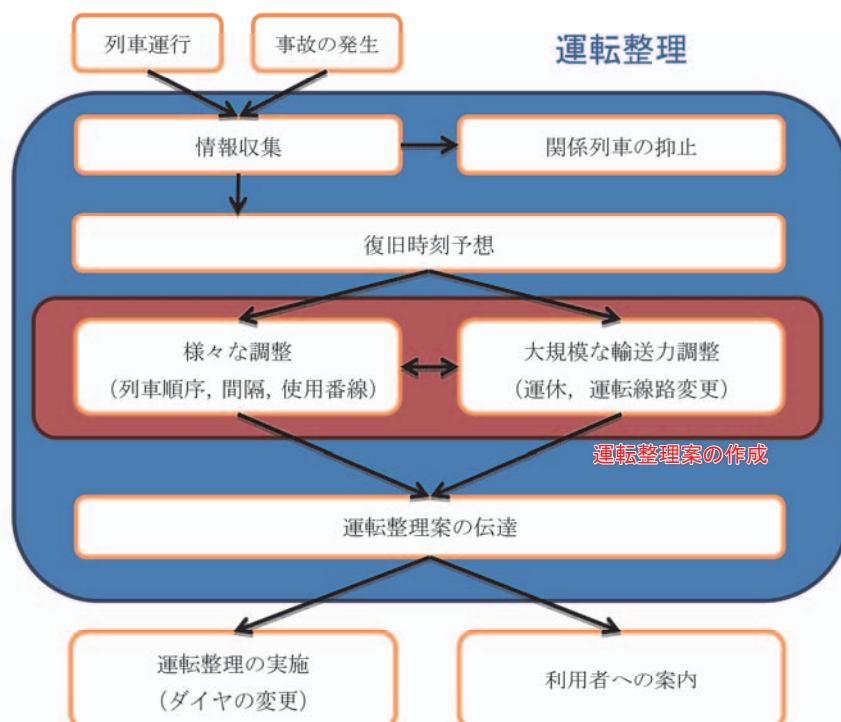 列車運行
事故の発生
運転整理
情報収集
関係列車の抑止
復旧時刻予想
様々な調整
(列車順序, 間隔, 使用番線)
大規模な輸送力調整
(運休, 運転線路変更)
運転整理案の作成
運転整理案の伝達
運転整理の実施
(ダイヤの変更)
利用者への案内